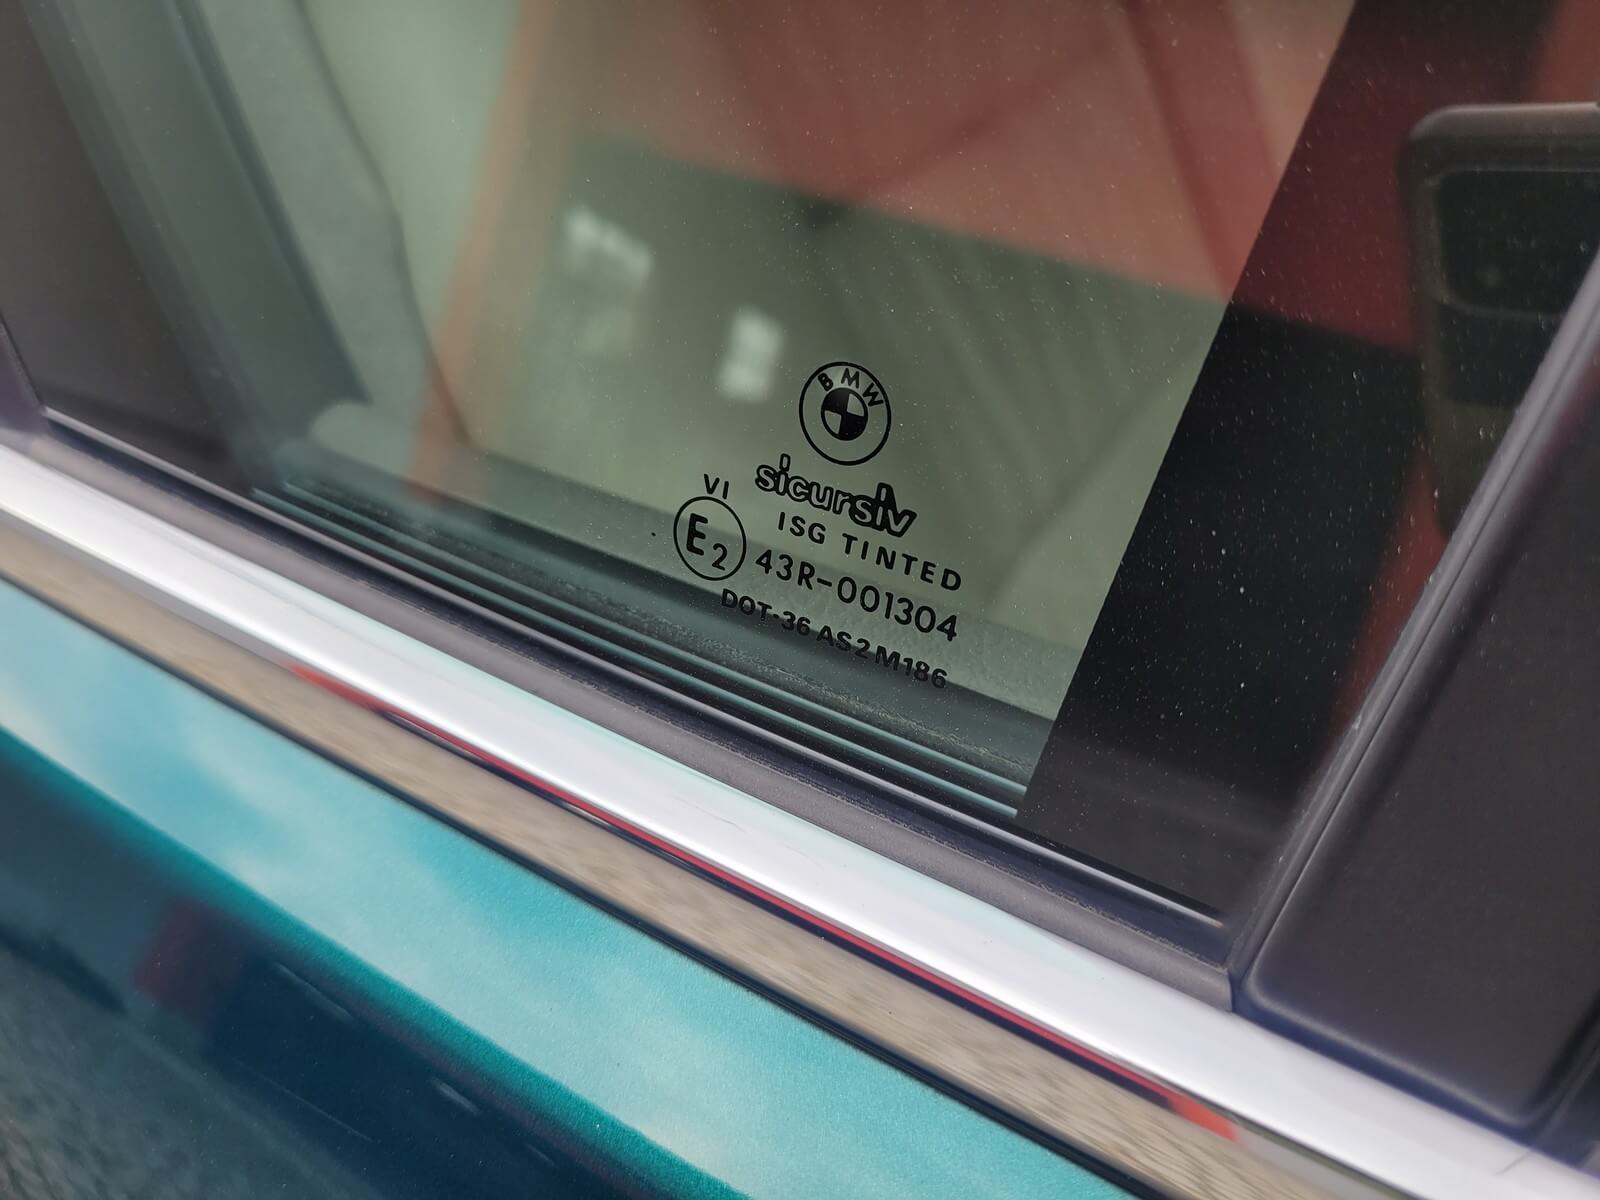 BMW
sicursiv
ISG TINTED
VI
E2 43R-001304
DOT-36 AS2 M186